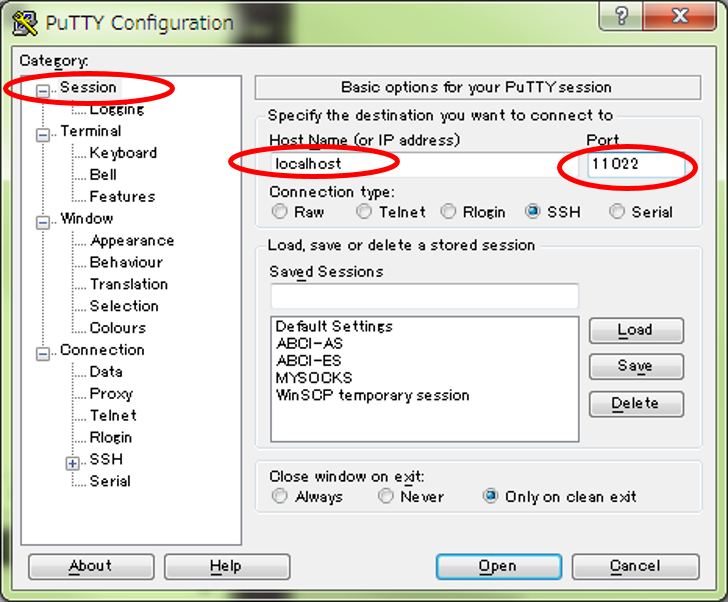 PuTTY Configuration
Category:
Session
Logging
Terminal
Keyboard
Bell
Features
Window
Appearance
Behaviour
Translation
Selection
Colours
Connection
Data
Proxy
Telnet
Rlogin
SSH
Serial
Basic options for your PuTTY session
Specify the destination you want to connect to
Host Name (or IP address) Port
localhost 11022
Connection type:
Raw Telnet Rlogin SSH Serial
Load, save or delete a stored session
Saved Sessions
Default Settings
ABCI-AS
ABCI-ES
MYSOCKS
WinSCP temporary session
Load
Save
Delete
Close window on exit:
Always Never Only on clean exit
About Help Open Cancel